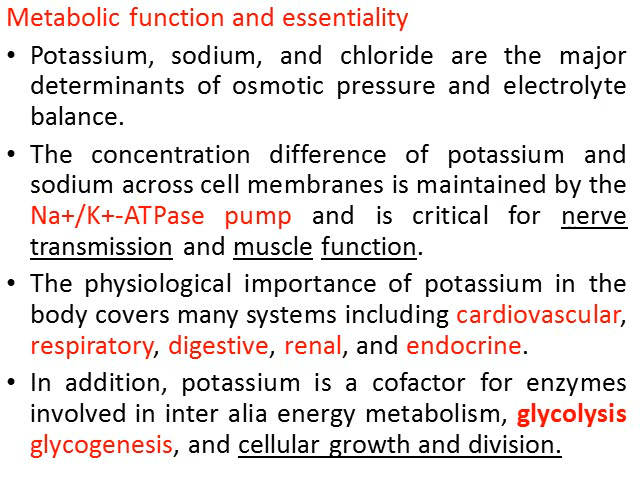 Metabolic function and essentiality
• Potassium, sodium, and chloride are the major
determinants of osmotic pressure and electrolyte
balance.
• The concentration difference of potassium and
sodium across cell membranes is maintained by the
Na+/K+-ATPase pump and is critical for nerve
transmission and muscle function.
• The physiological importance of potassium in the
body covers many systems including cardiovascular,
respiratory, digestive, renal, and endocrine.
• In addition, potassium is a cofactor for enzymes
involved in inter alia energy metabolism, glycolysis
glycogenesis, and cellular growth and division.